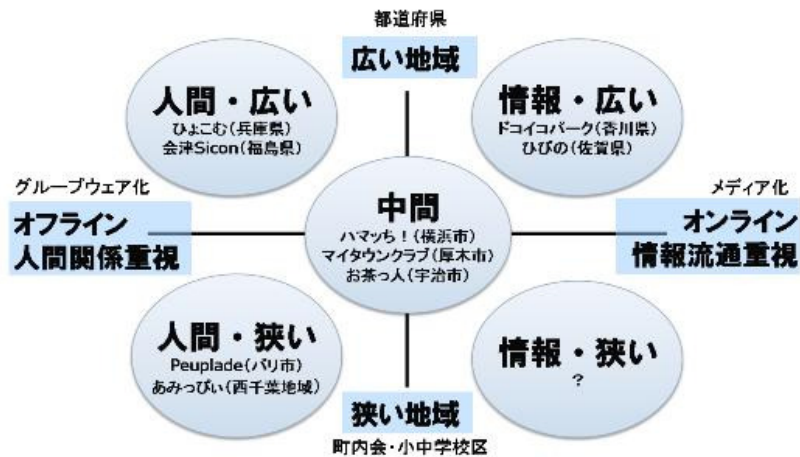 都道府県
広い地域
人間・広い
ひょこむ(兵庫県)
会津Sicon(福島県)
情報・広い
ドコイコパーク(香川県)
ひびの(佐賀県)
グループウェア化
オフライン
人間関係重視
中間
ハマッち！(横浜市)
マイタウンクラブ(厚木市)
お茶っ人(宇治市)
メディア化
オンライン
情報流通重視
人間・狭い
Peuplade(パリ市)
あみっぴぃ(西千葉地域)
情報・狭い
?
狭い地域
町内会・小中学校区